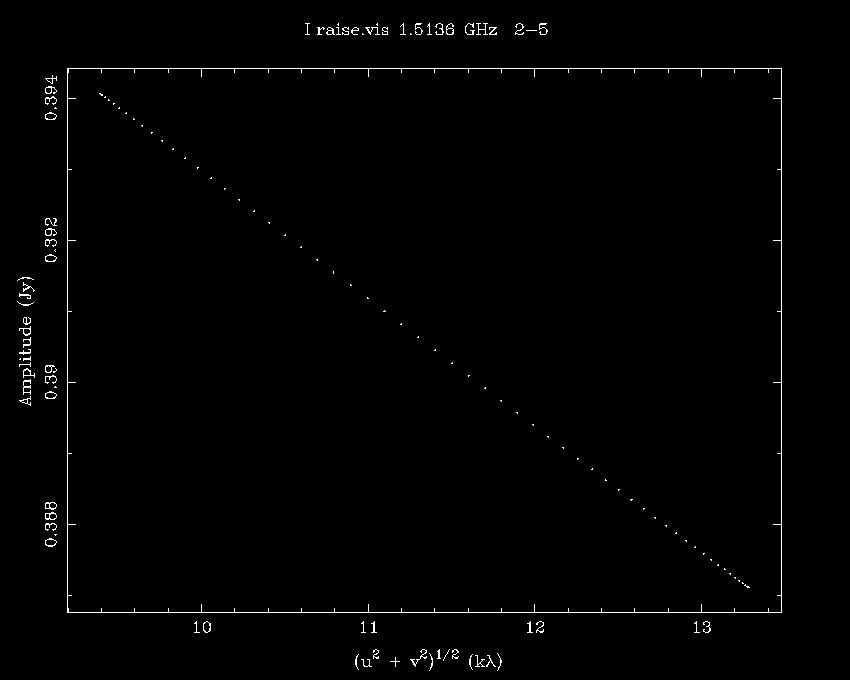 I raise.vis 1.5136 GHz 2−5
0.394
0.392
0.39
0.388
Amplitude (Jy)
10 11 12 13
(u² + v²)^1/2 (kλ)